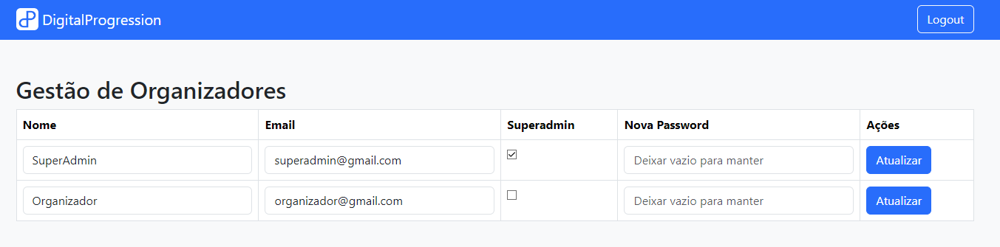 DigitalProgression
Logout
Gestão de Organizadores
Nome Email Superadmin Nova Password Ações
SuperAdmin superadmin@gmail.com Deixar vazio para manter Atualizar
Organizador organizador@gmail.com Deixar vazio para manter Atualizar